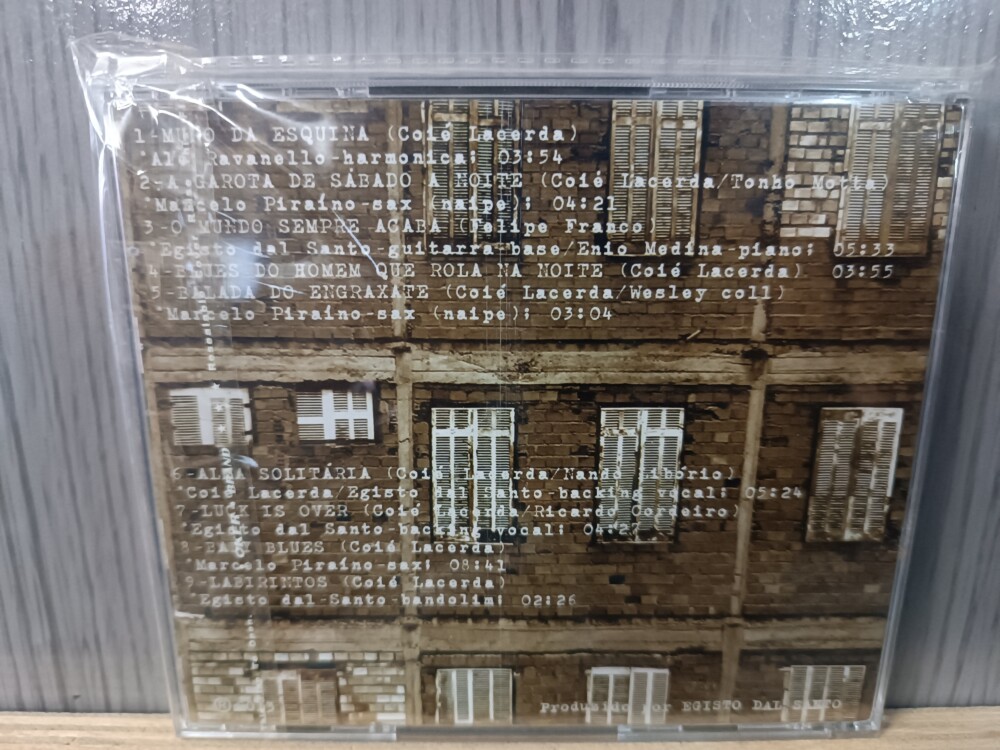 1-MURO DA ESQUINA (Coié Lacerda)
*Alê Ravanello-harmonica; 03:54
2-A GAROTA DE SÁBADO A NOITE (Coié Lacerda/Tonho Motta)
*Marcelo Piraíno-sax (naipe); 04:21
3-O MUNDO SEMPRE ACABA (Felipe Franco)
*Egisto dal Santo-guitarra-base/Enio Medina-piano; 05:33
4-BLUES DO HOMEM QUE ROLA NA NOITE (Coié Lacerda) 03:55
5-BALADA DO ENGRAXATE (Coié Lacerda/Wesley coll)
*Marcelo Piraíno-sax (naipe); 03:04
6-ALMA SOLITÁRIA (Coié Lacerda/Nando Libório)
*Coié Lacerda/Egisto dal Santo-backing vocal; 05:24
7-LUCK IS OVER (Coié Lacerda/Ricardo Cordeiro)
*Egisto dal Santo-backing vocal; 04:27
8-BABY BLUES (Coié Lacerda)
*Marcelo Piraíno-sax; 08:41
9-LABIRINTOS (Coié Lacerda)
*Egisto dal-Santo-bandolim; 02:26
Produzido por EGISTO DAL SANTO